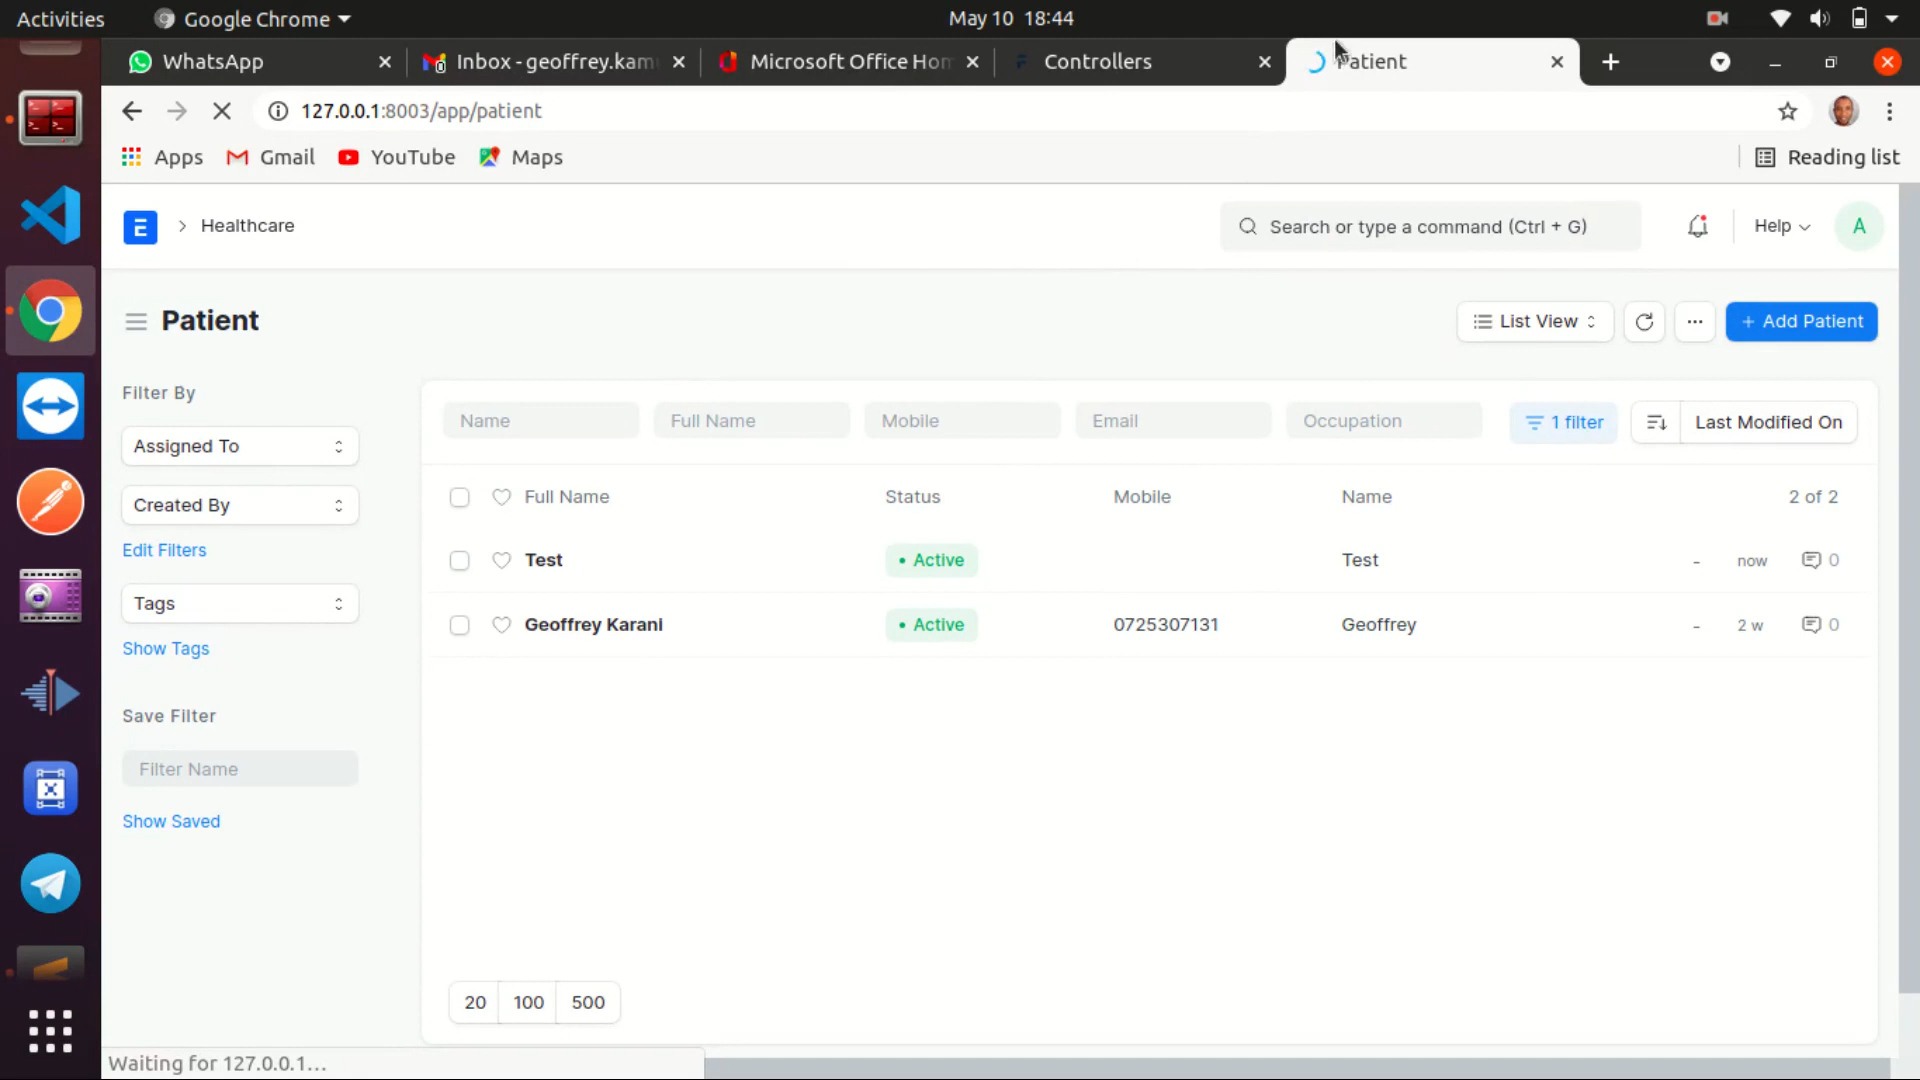 Activities Google Chrome May 10 18:44
WhatsApp Inbox - geoffrey.kam Microsoft Office Hom Controllers Patient
127.0.0.1:8003/app/patient
Apps Gmail YouTube Maps Reading list
E Healthcare Search or type a command (Ctrl + G) Help A
Patient List View + Add Patient
Filter By
Name Full Name Mobile Email Occupation 1 filter Last Modified On
Assigned To
Full Name Status Mobile Name 2 of 2
Created By
Edit Filters
Test Active Test - now 0
Tags
Geoffrey Karani Active 0725307131 Geoffrey - 2 w 0
Show Tags
Save Filter
Filter Name
Show Saved
20 100 500
Waiting for 127.0.0.1...